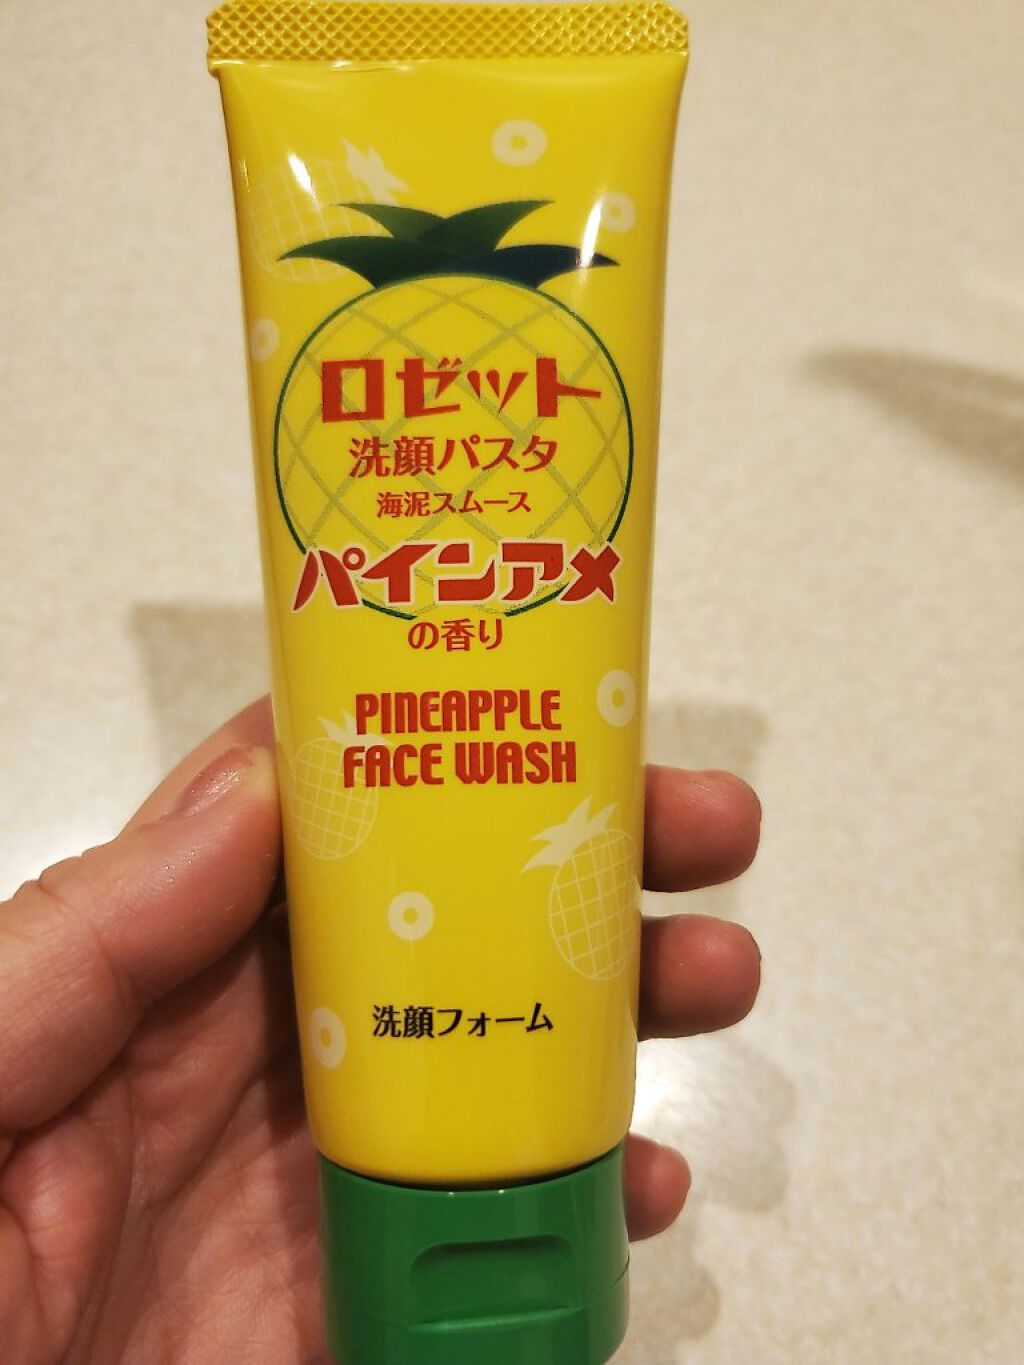 ロゼット
洗顔パスタ
海泥スムース
パインアメ
の香り
PINEAPPLE
FACE WASH
洗顔フォーム